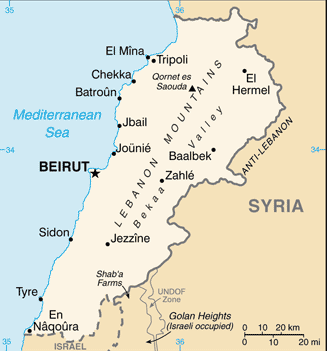 35
36
El Mîna
Tripoli
Chekka
Qornet es
Saouda
El
Hermel
Batroûn
Mediterranean
Sea
Jbail
LEBANON MOUNTAINS
Bekaa Valley
Joûnié
34
34
Baalbek
ANTI-LEBANON
BEIRUT
Zahlé
SYRIA
Sidon
Jezzîne
Shab'a
Farms
Tyre
UNDOF
Zone
En
Nâqoûra
Golan Heights
(Israeli occupied)
ISRAEL
35
36
0 10 20 km
0 10 20 mi